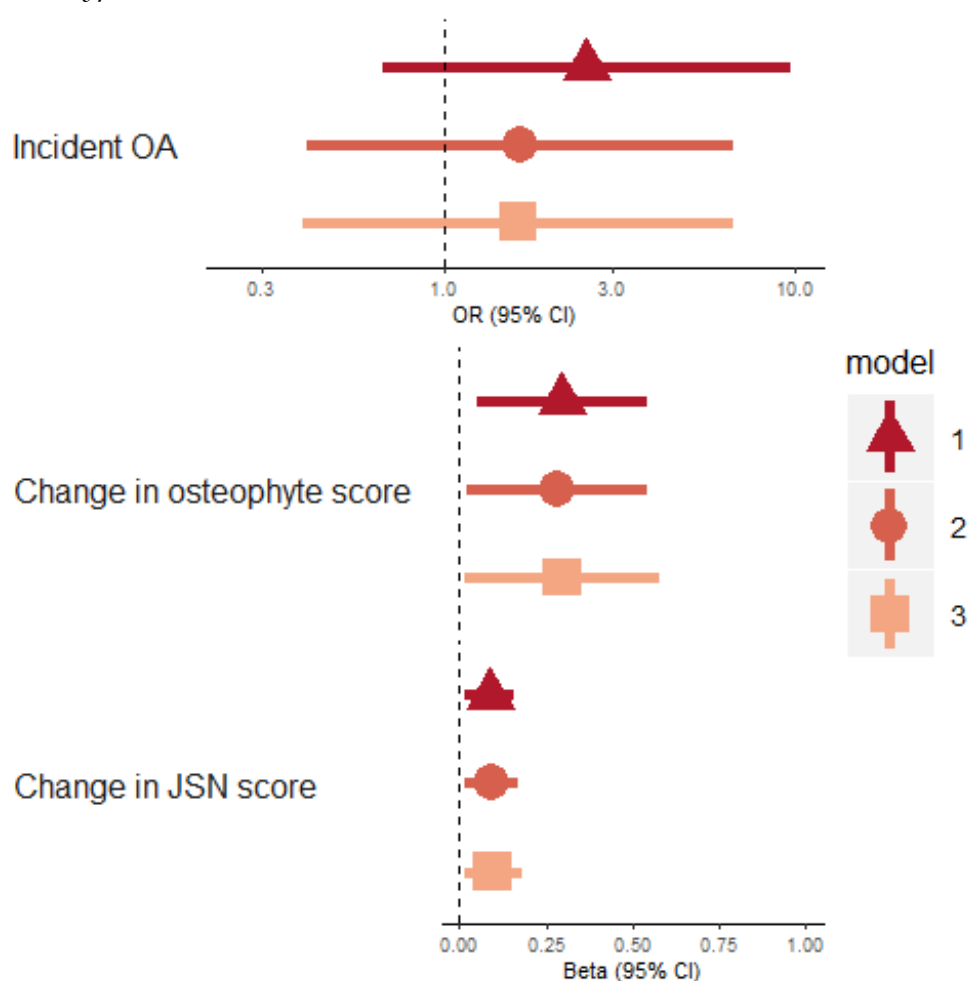 Incident OA
0.3 1.0 3.0 10.0
OR (95% CI)
model
1
Change in osteophyte score
2
3
Change in JSN score
0.00 0.25 0.50 0.75 1.00
Beta (95% CI)